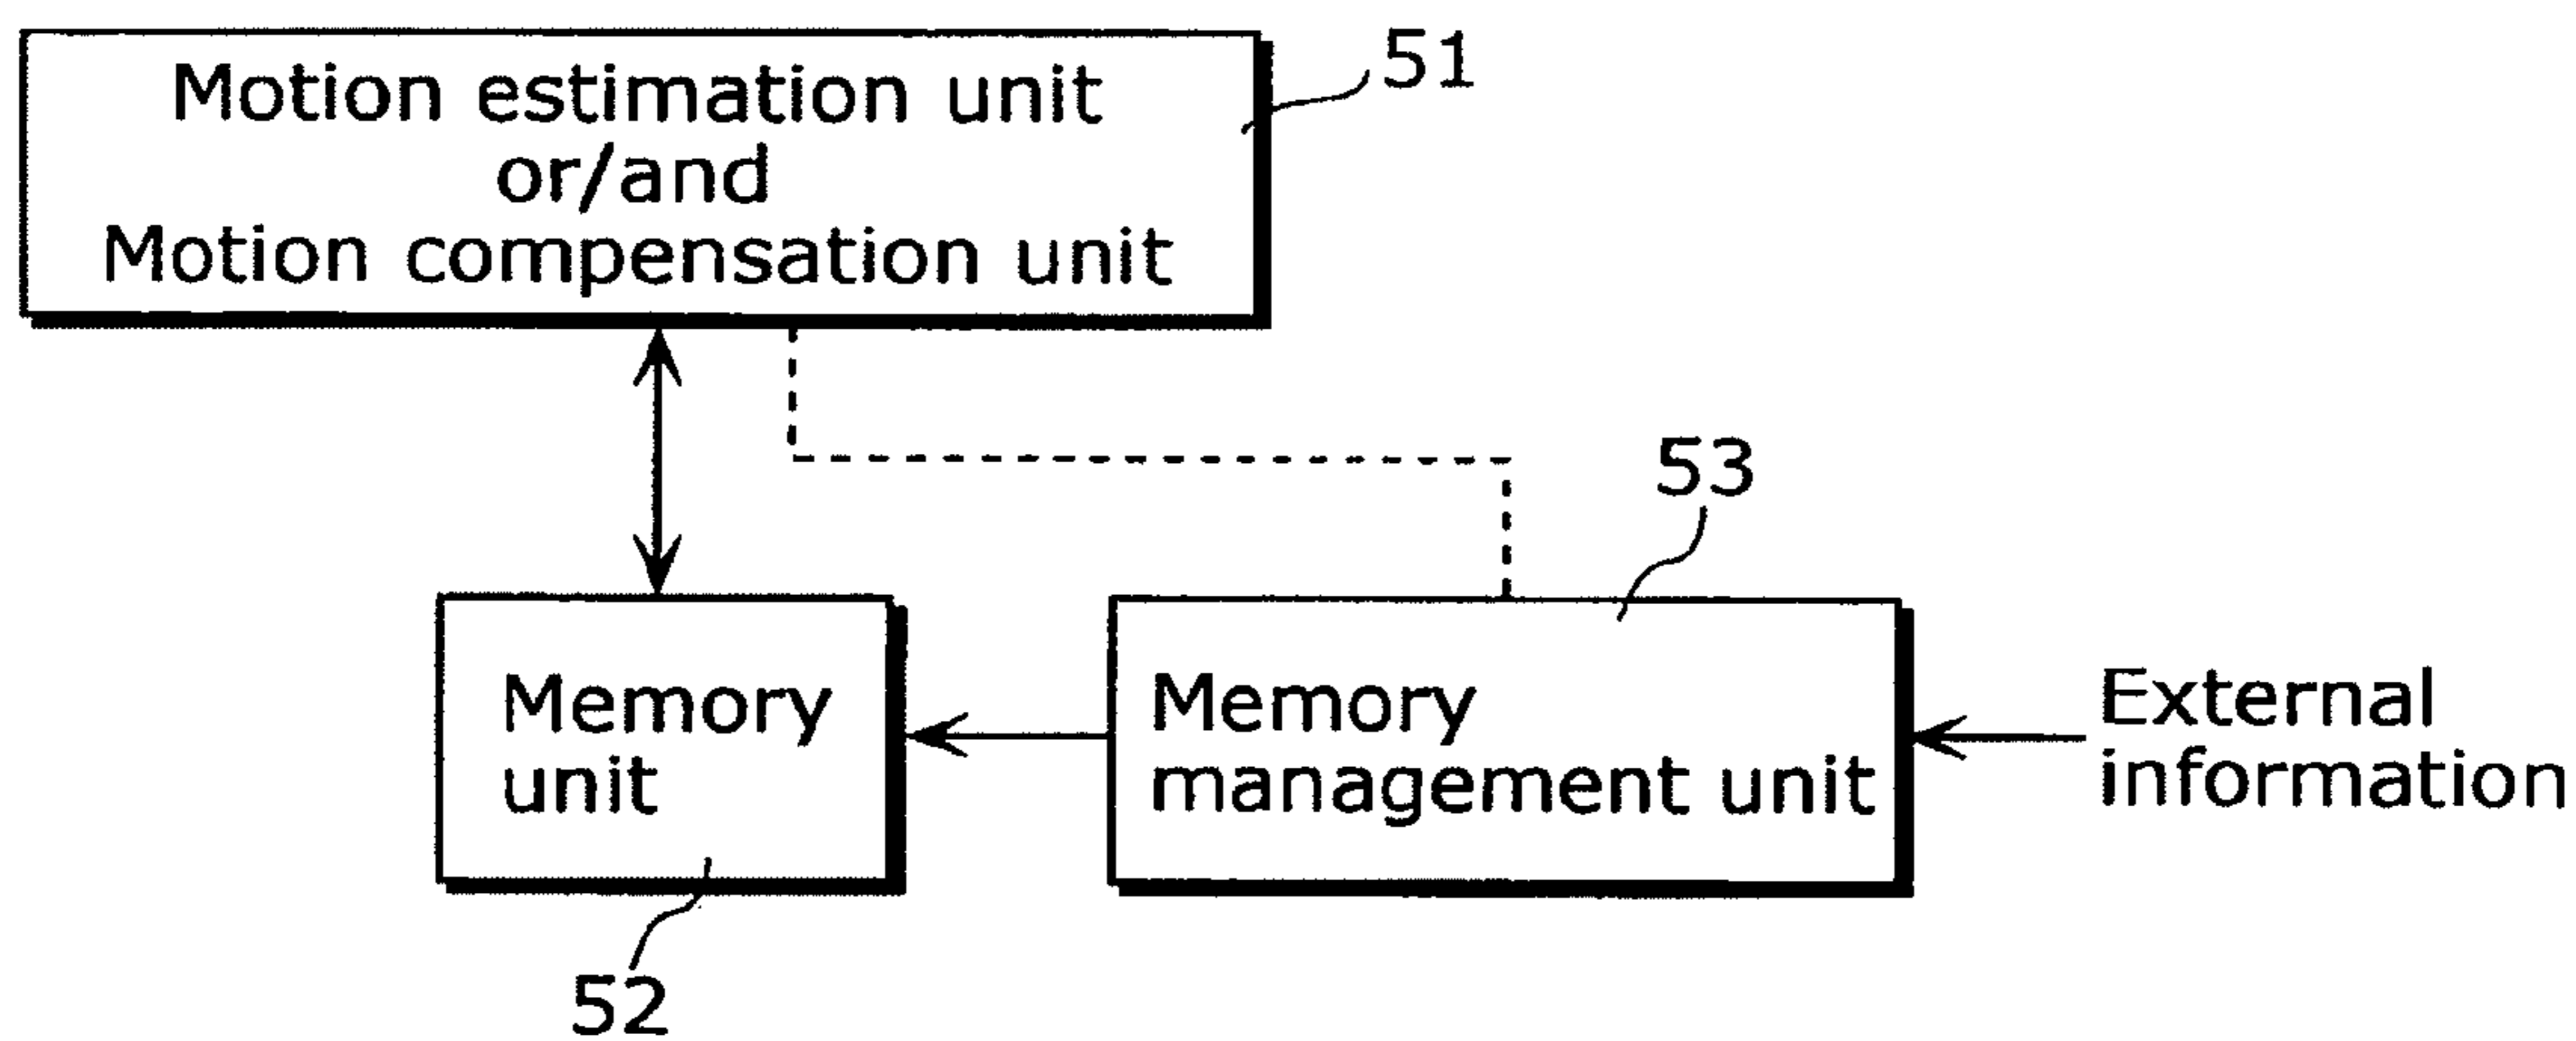 Motion estimation unit
or/and
Motion compensation unit
51
53
Memory
unit
Memory
management unit
External
information
52